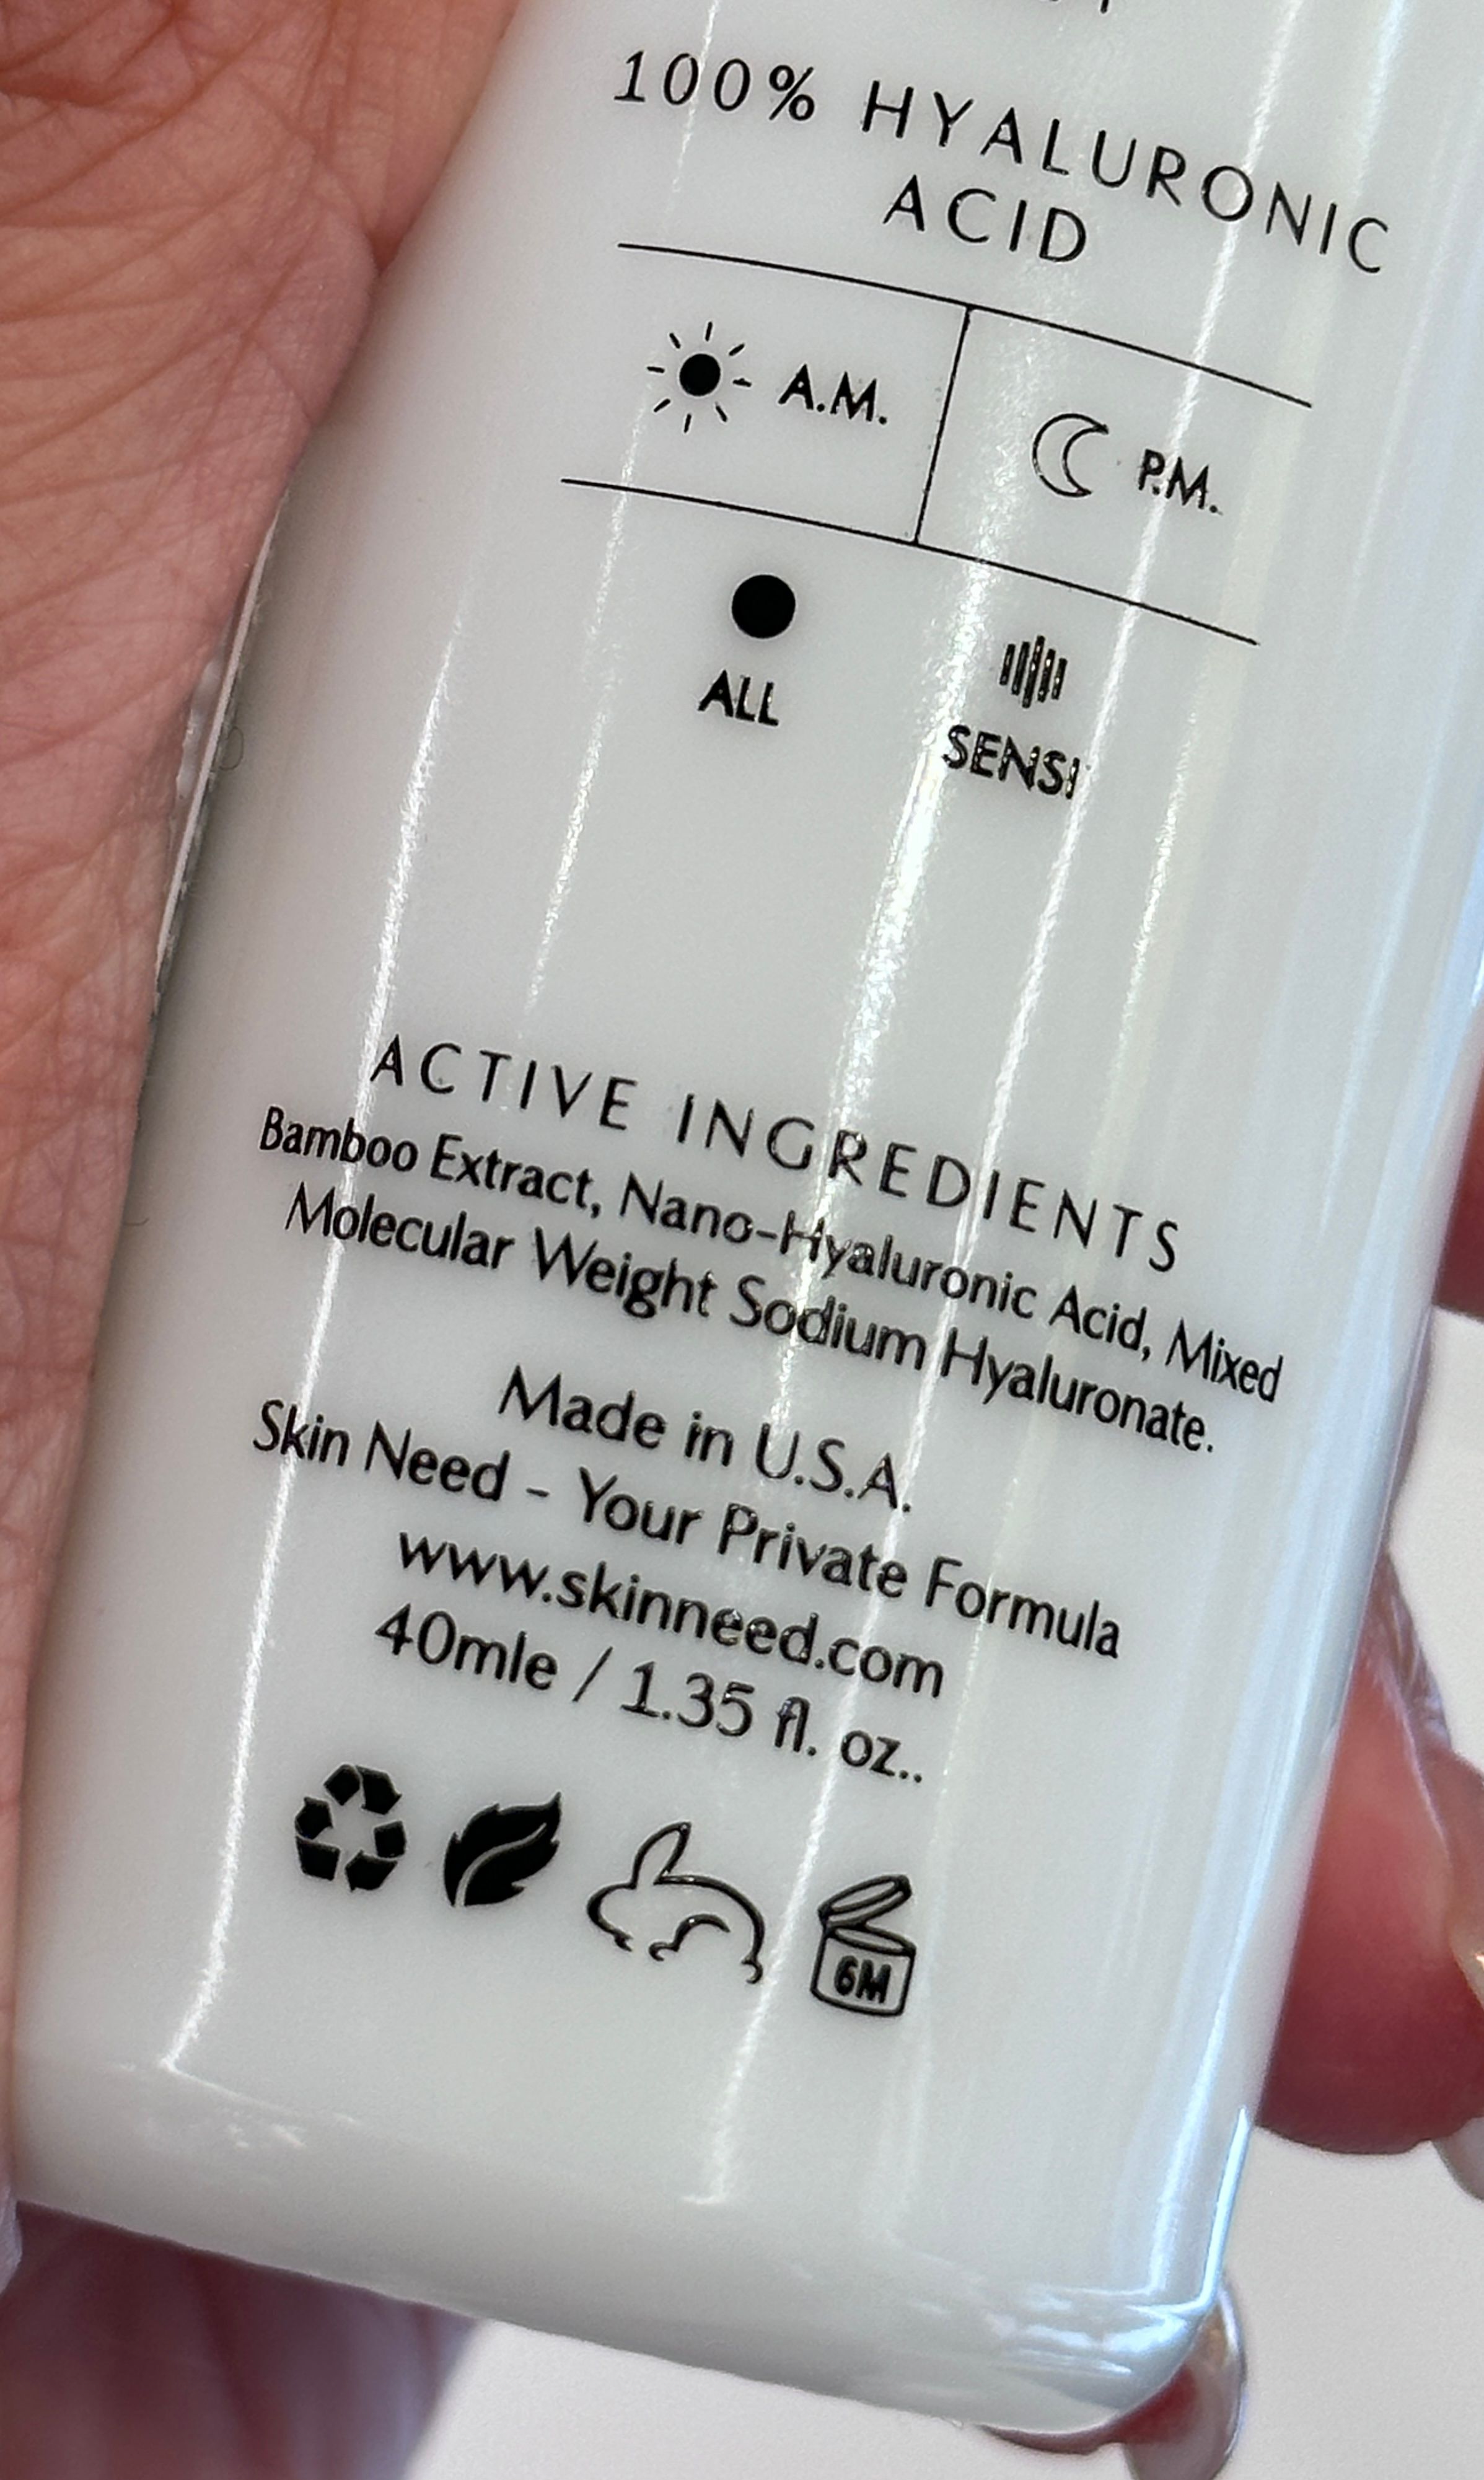 100% HYALURONIC
ACID
A.M. P.M.
ALL SENSI
ACTIVE INGREDIENTS
Bamboo Extract, Nano-Hyaluronic Acid, Mixed
Molecular Weight Sodium Hyaluronate.
Made in U.S.A.
Skin Need - Your Private Formula
www.skinneed.com
40mle / 1.35 fl. oz..
6M